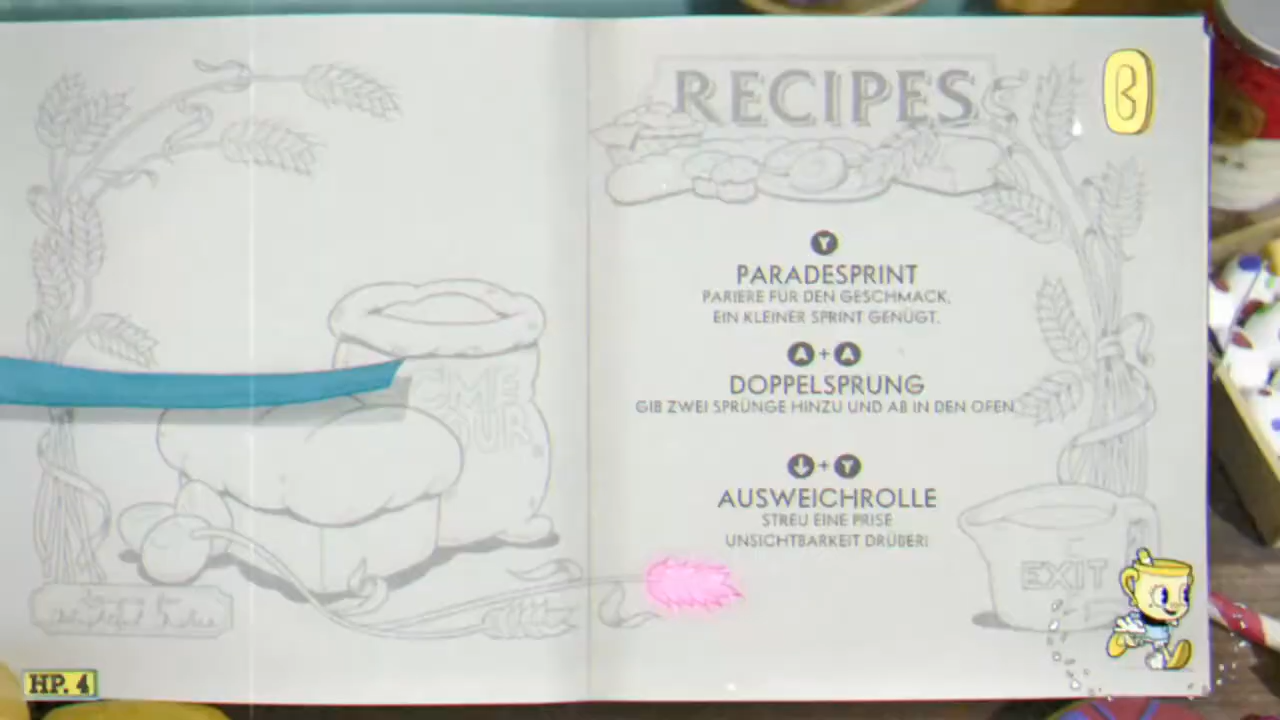 RECIPES
B
Y
PARADESPRINT
PARIERE FÜR DEN GESCHMACK,
EIN KLEINER SPRINT GENÜGT.
A + A
DOPPELSPRUNG
GIB ZWEI SPRÜNGE HINZU UND AB IN DEN OFEN.
↓ + Y
AUSWEICHROLLE
STREU EINE PRISE
UNSICHTBARKEIT DRÜBER!
EXIT
HP. 4